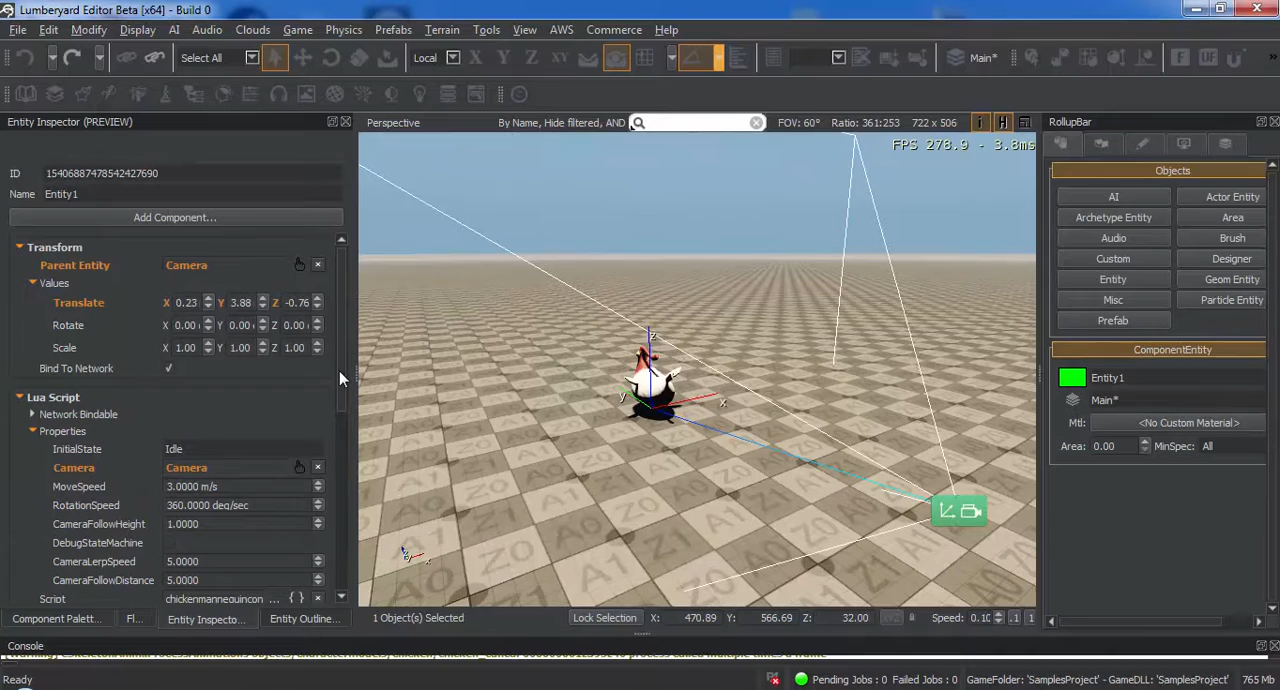 Lumberyard Editor Beta [x64] - Build 0
File Edit Modify Display AI Audio Clouds Game Physics Prefabs Terrain Tools View AWS Commerce Help
Select All Local X Y Z XY Main* F UF
Entity Inspector (PREVIEW)
Perspective By Name, Hide filtered, AND FOV: 60° Ratio: 361:253 722 x 506
RollupBar
FPS 278.9 - 3.8ms
ID 15406887478542427690
Name Entity1
Add Component...
Transform
Parent Entity Camera
Values
Translate X 0.23 Y 3.88 Z -0.76
Rotate X 0.00 Y 0.00 Z 0.00
Scale X 1.00 Y 1.00 Z 1.00
Bind To Network
Lua Script
Network Bindable
Properties
InitialState Idle
Camera Camera
MoveSpeed 3.0000 m/s
RotationSpeed 360.0000 deg/sec
CameraFollowHeight 1.0000
DebugStateMachine
CameraLerpSpeed 5.0000
CameraFollowDistance 5.0000
Script chickenmannequincon ... { }
z
y
x
Objects
AI Actor Entity
Archetype Entity Area
Audio Brush
Custom Designer
Entity Geom Entity
Misc Particle Entity
Prefab
ComponentEntity
Entity1
Main*
Mtl: <No Custom Material>
Area: 0.00 MinSpec: All
Component Palett... Fl... Entity Inspecto... Entity Outline...
1 Object(s) Selected Lock Selection X: 470.89 Y: 566.69 Z: 32.00 XYZ Speed: 0.10 .1 1
Console
Ready
Pending Jobs : 0 Failed Jobs : 0 GameFolder: 'SamplesProject' - GameDLL: 'SamplesProject' 765 Mb